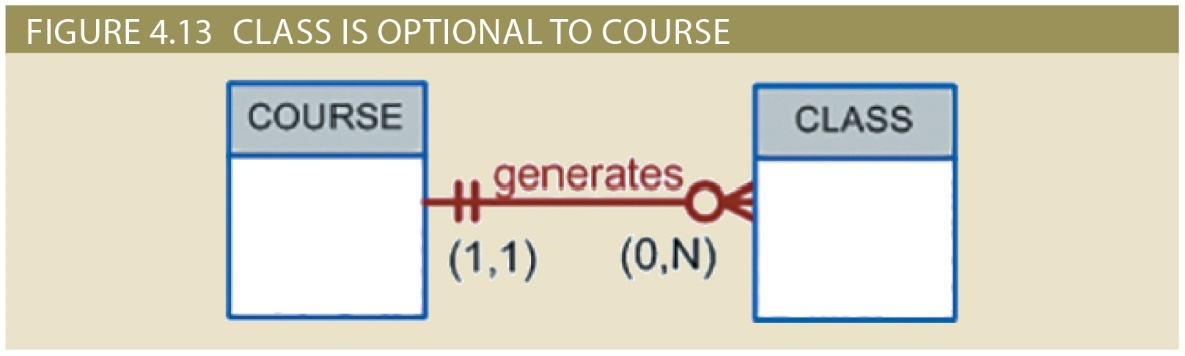 FIGURE 4.13 CLASS IS OPTIONAL TO COURSE
COURSE
CLASS
generates
(1,1)
(0,N)